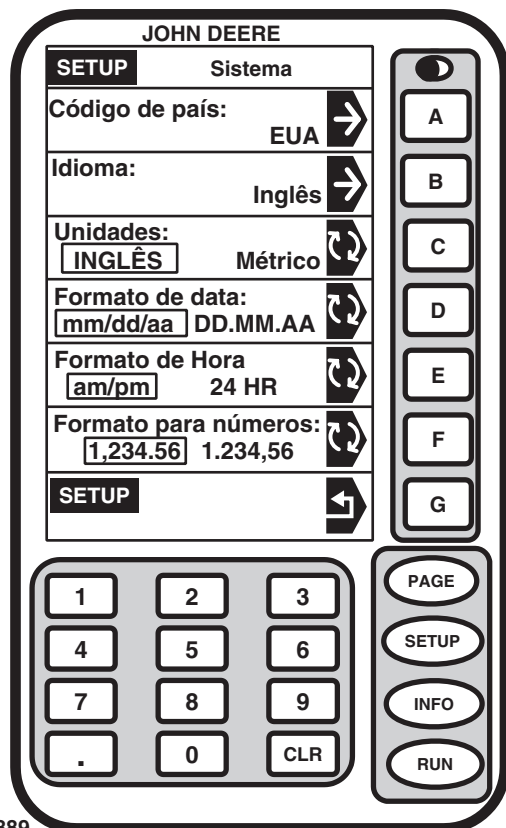 JOHN DEERE
SETUP Sistema
Código de país:
EUA
Idioma:
Inglês
Unidades:
INGLÊS Métrico
Formato de data:
mm/dd/aa DD.MM.AA
Formato de Hora
am/pm 24 HR
Formato para números:
1,234.56 1.234,56
SETUP
A
B
C
D
E
F
G
PAGE
SETUP
INFO
RUN
1 2 3
4 5 6
7 8 9
. 0 CLR